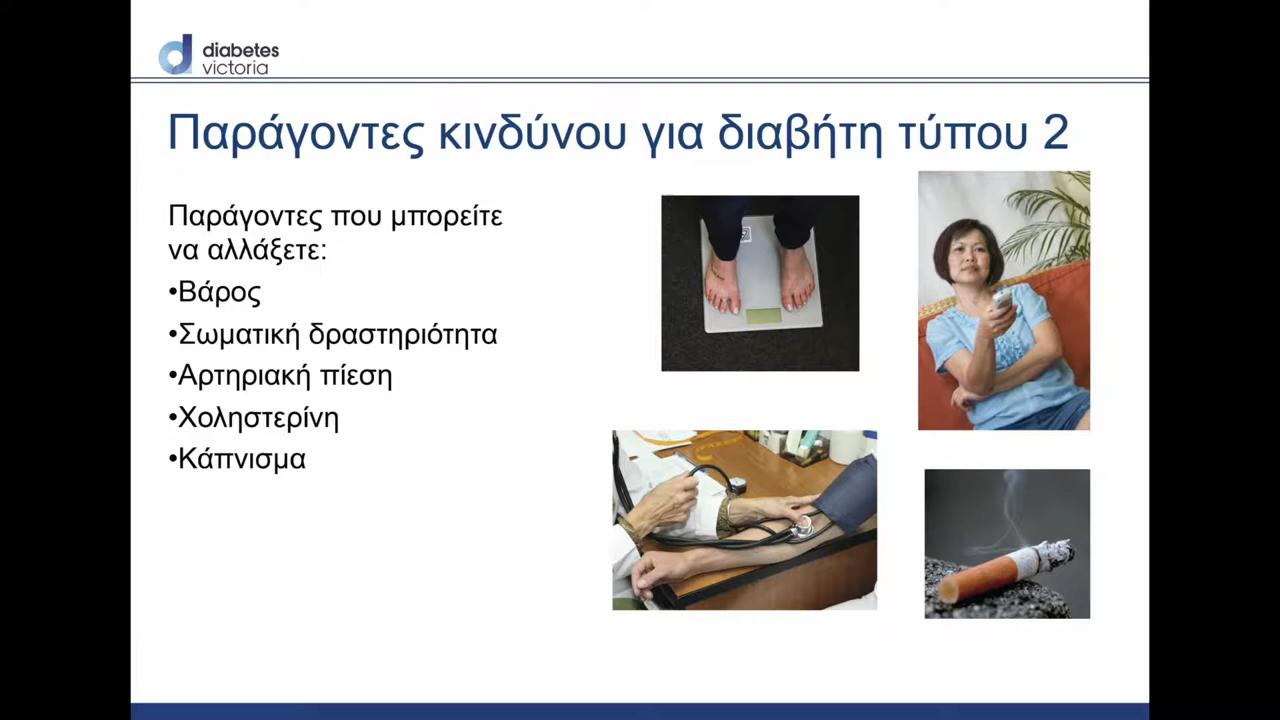 diabetes
victoria
Παράγοντες κινδύνου για διαβήτη τύπου 2
Παράγοντες που μπορείτε
να αλλάξετε:
•Βάρος
•Σωματική δραστηριότητα
•Αρτηριακή πίεση
•Χοληστερίνη
•Κάπνισμα